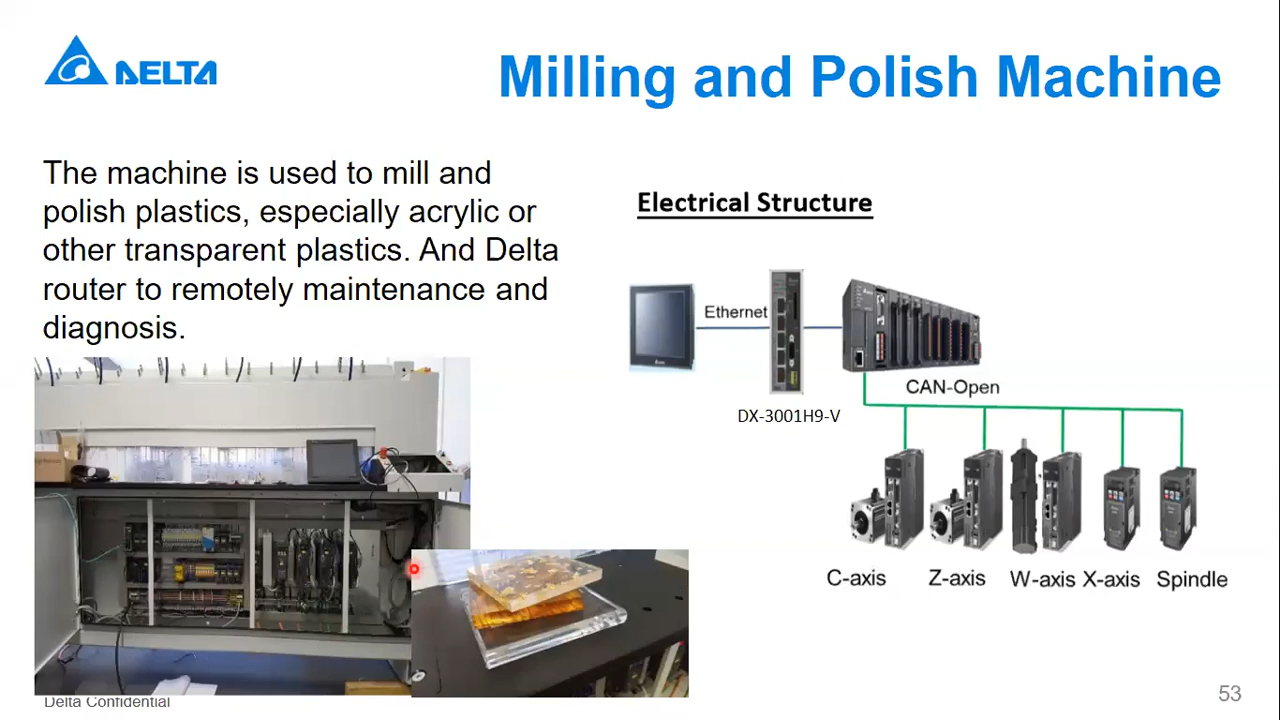 DELTA
Milling and Polish Machine
The machine is used to mill and
polish plastics, especially acrylic or
other transparent plastics. And Delta
router to remotely maintenance and
diagnosis.
Electrical Structure
Ethernet
DX-3001H9-V
CAN-Open
C-axis
Z-axis
W-axis
X-axis
Spindle
Delta Confidential
53